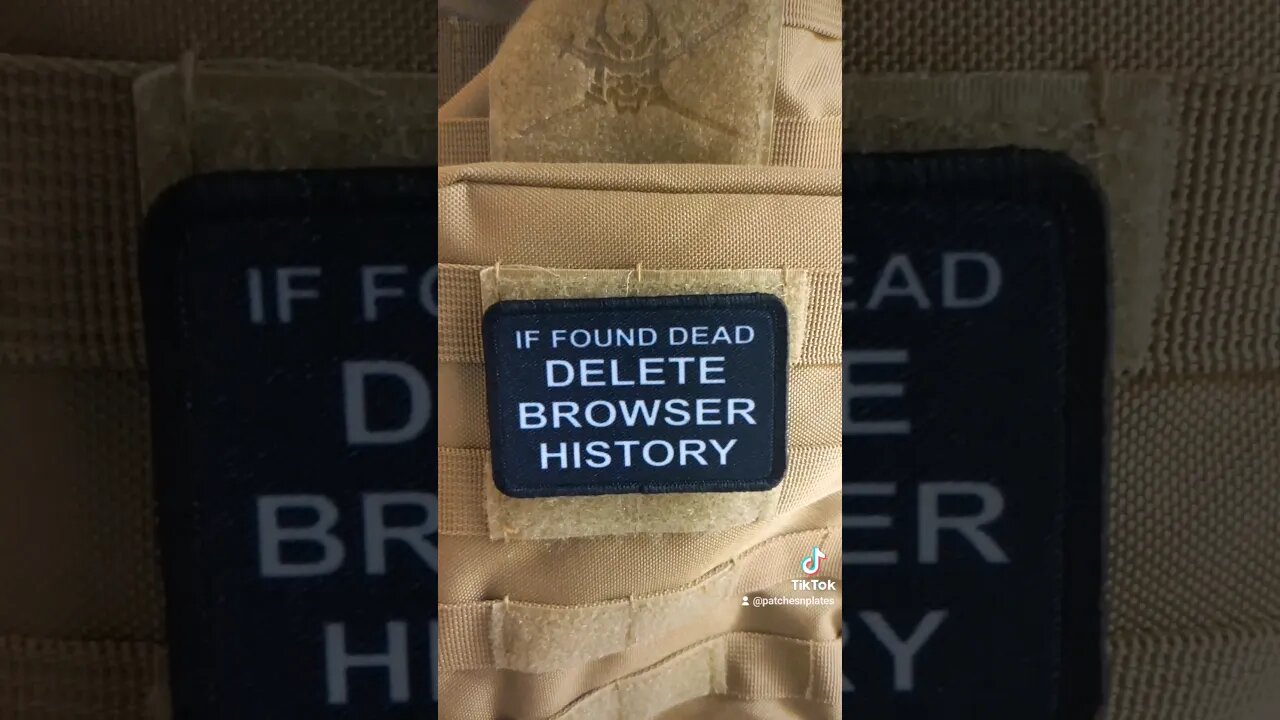 IF FOUND DEAD
DELETE
BROWSER
HISTORY
TikTok
@patchesnplates